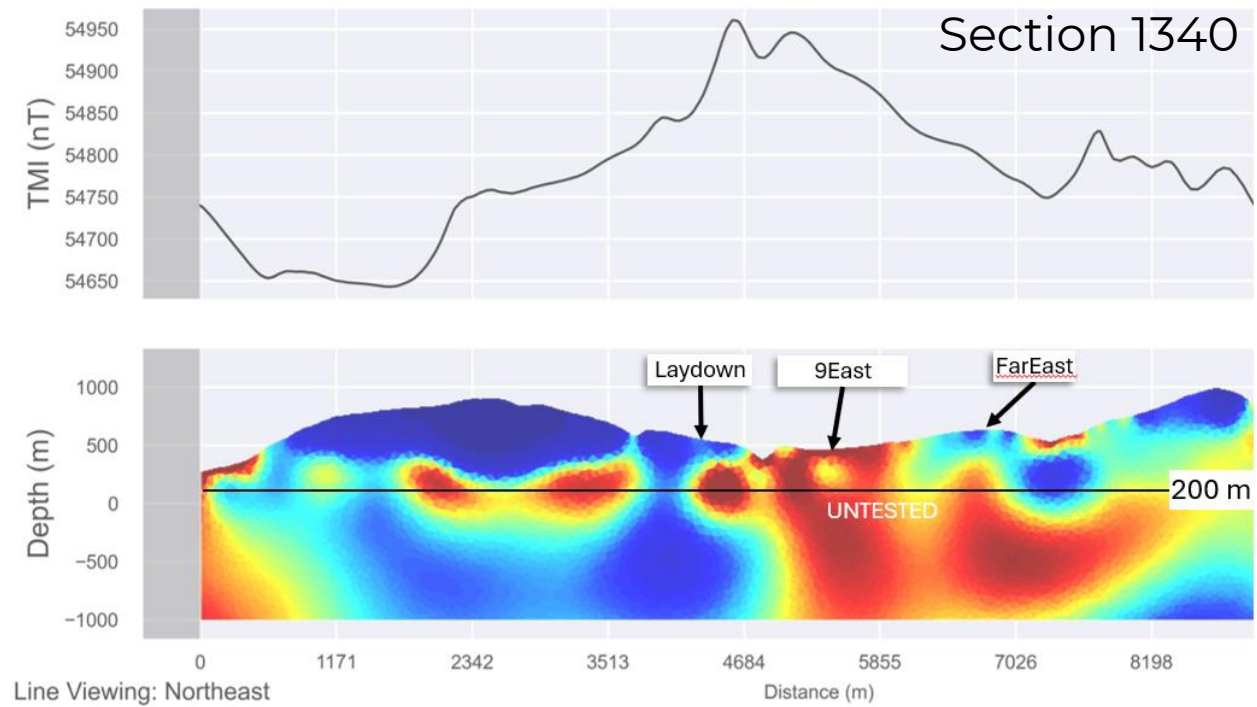 Section 1340
TMI (nT)
54950
54900
54850
54800
54750
54700
54650
Laydown
9East
FarEast
Depth (m)
1000
500
0
−500
−1000
200 m
UNTESTED
0
1171
2342
3513
4684
5855
7026
8198
Line Viewing: Northeast
Distance (m)